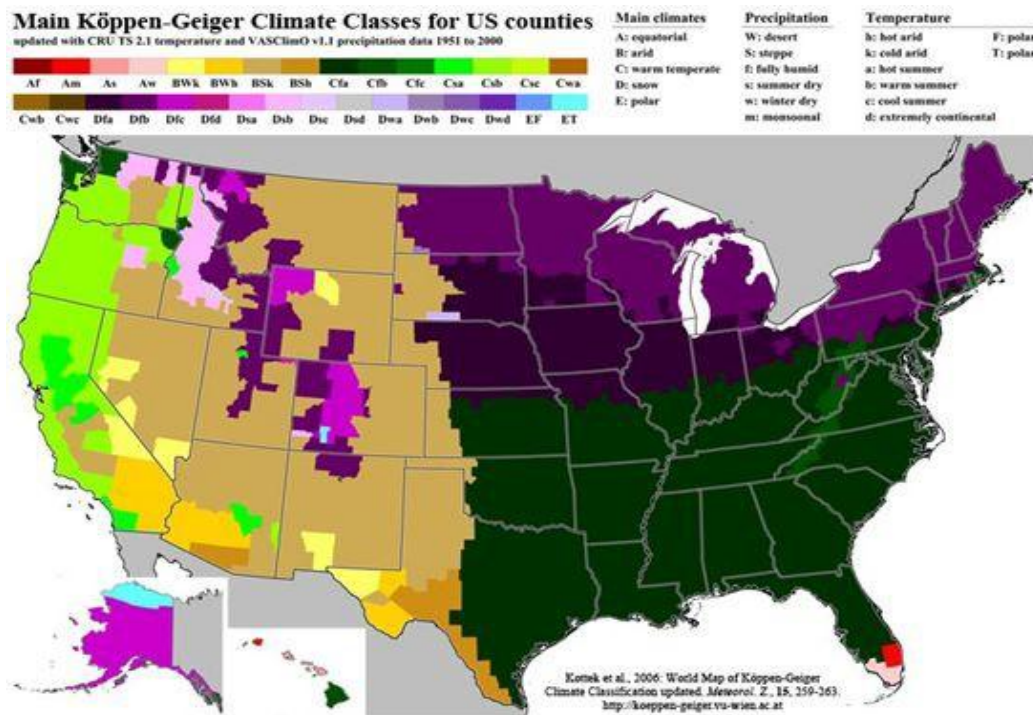 Main Köppen-Geiger Climate Classes for US counties
updated with CRU TS 2.1 temperature and VASClimO v1.1 precipitation data 1951 to 2000
Af Am As Aw BWk BWh BSk BSh Cfa Cfb Cfc Csa Csb Csc Cwa
Cwb Cwc Dfa Dfb Dfc Dfd Dsa Dsb Dsc Dsd Dwa Dwb Dwc Dwd EF ET
Main climates
A: equatorial
B: arid
C: warm temperate
D: snow
E: polar
Precipitation
W: desert
S: steppe
f: fully humid
s: summer dry
w: winter dry
m: monsoonal
Temperature
h: hot arid
k: cold arid
a: hot summer
b: warm summer
c: cool summer
d: extremely continental
F: polar
T: polar
Kottek et al., 2006: World Map of Köppen-Geiger
Climate Classification updated. Meteorol. Z., 15, 259-263.
http://koeppen-geiger.vu-wien.ac.at